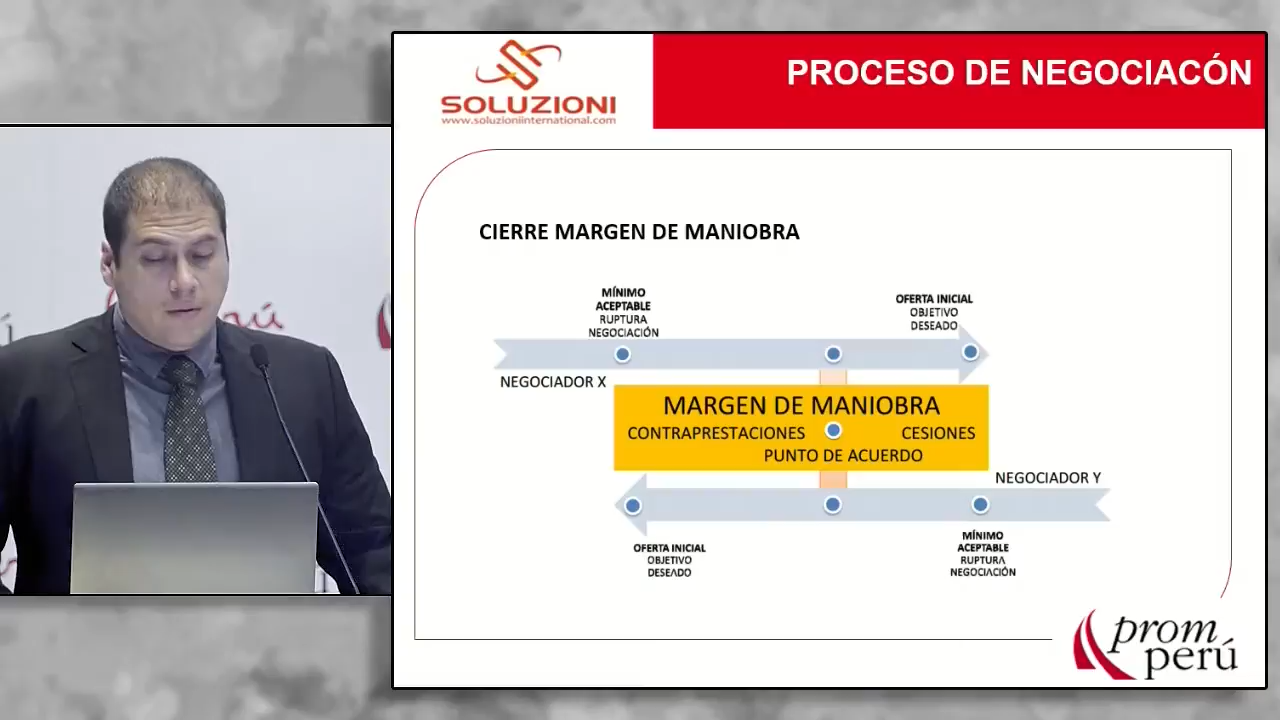 SOLUZIONI
www.soluzioniinternational.com
PROCESO DE NEGOCIACÓN
CIERRE MARGEN DE MANIOBRA
MÍNIMO
ACEPTABLE
RUPTURA
NEGOCIACIÓN
OFERTA INICIAL
OBJETIVO
DESEADO
NEGOCIADOR X
MARGEN DE MANIOBRA
CONTRAPRESTACIONES
CESIONES
PUNTO DE ACUERDO
NEGOCIADOR Y
OFERTA INICIAL
OBJETIVO
DESEADO
MÍNIMO
ACEPTABLE
RUPTURA
NEGOCIACIÓN
prom
perú